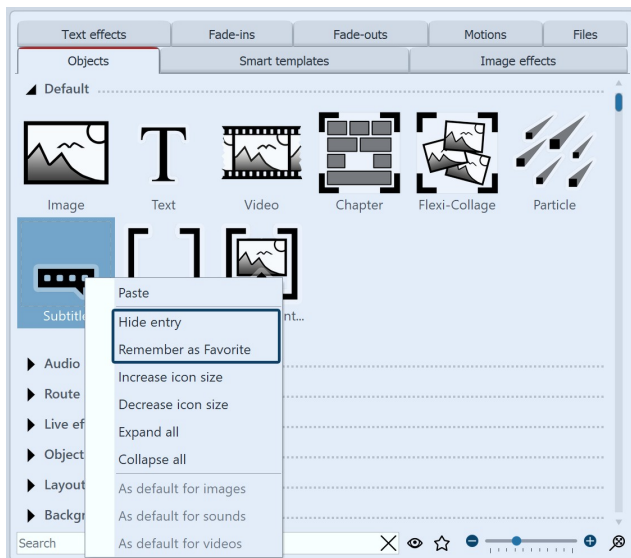 Text effects
Fade-ins
Fade-outs
Motions
Files
Objects
Smart templates
Image effects
Default
Image
Text
Video
Chapter
Flexi-Collage
Particle
Subtitl
nt...
Paste
Hide entry
Remember as Favorite
Increase icon size
Decrease icon size
Expand all
Collapse all
As default for images
As default for sounds
As default for videos
Audio
Route
Live ef
Object
Layout
Backgr
Search